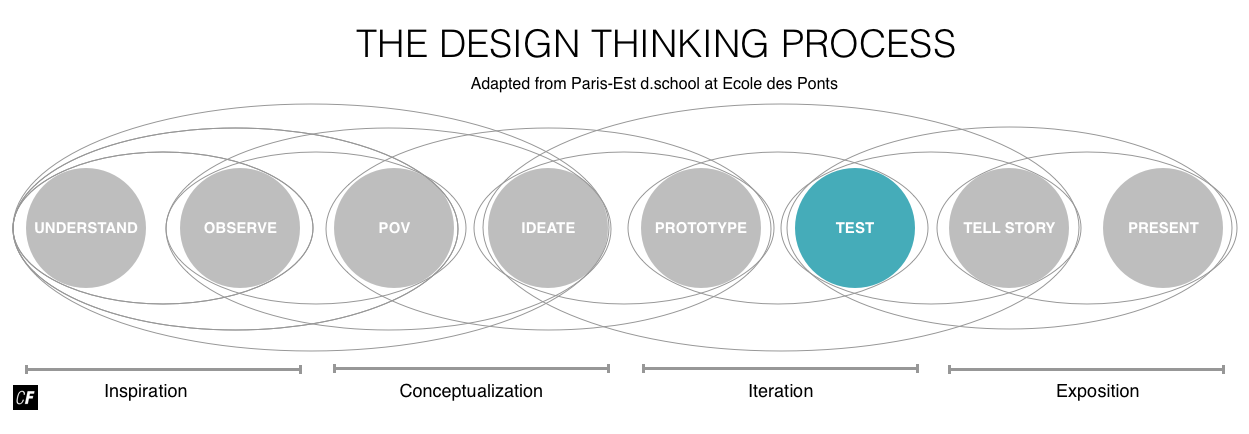 THE DESIGN THINKING PROCESS
Adapted from Paris-Est d.school at Ecole des Ponts
UNDERSTAND OBSERVE POV IDEATE PROTOTYPE TEST TELL STORY PRESENT
Inspiration Conceptualization Iteration Exposition
CF